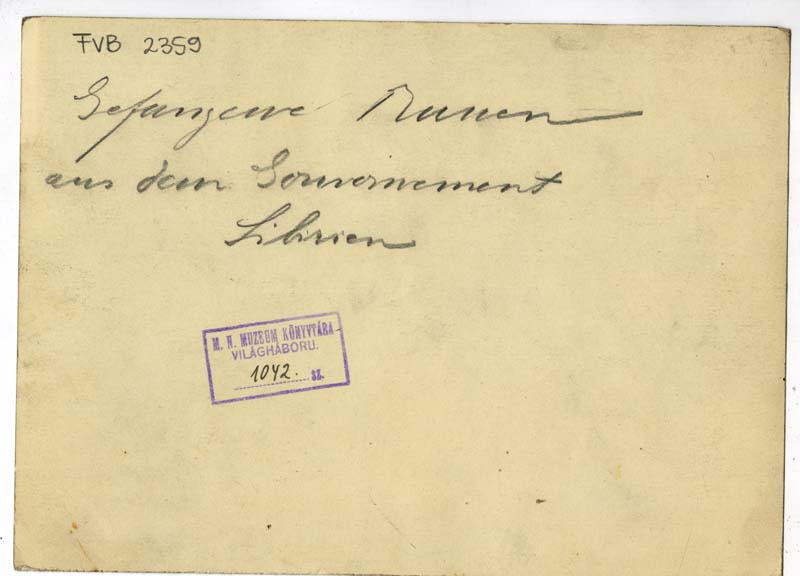 FVB 2359
Gefangene Russen
aus dem Gouvernement
Sibirien
M. N. MUZEUM KÖNYVTÁRA
VILÁGHÁBORU.
1042. SZ.